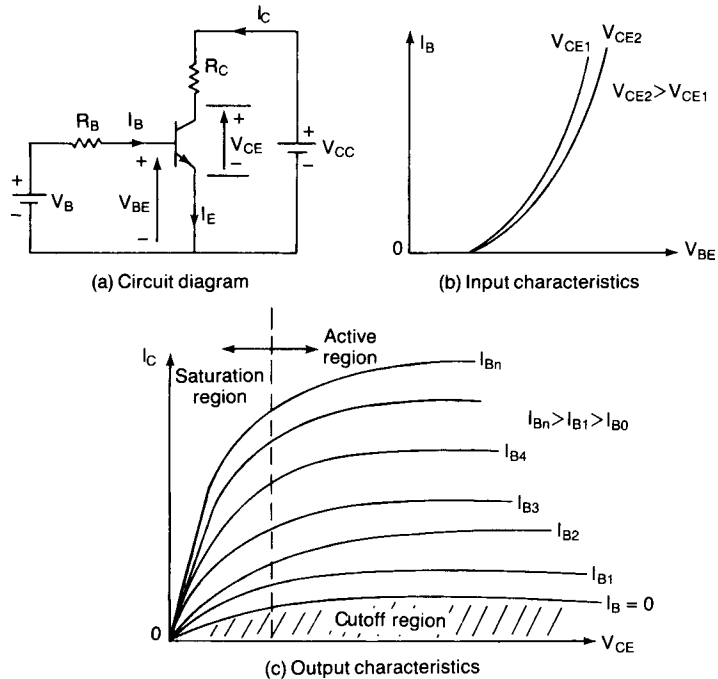 I_C
R_C
R_B
I_B
+
V_CE
−
+
V_CC
−
+
V_B
−
+
V_BE
−
I_E
(a) Circuit diagram
I_B
V_CE1
V_CE2
V_CE2 > V_CE1
0
V_BE
(b) Input characteristics
I_C
Saturation region
Active region
I_Bn
I_Bn > I_B1 > I_B0
I_B4
I_B3
I_B2
I_B1
I_B = 0
Cutoff region
0
V_CE
(c) Output characteristics